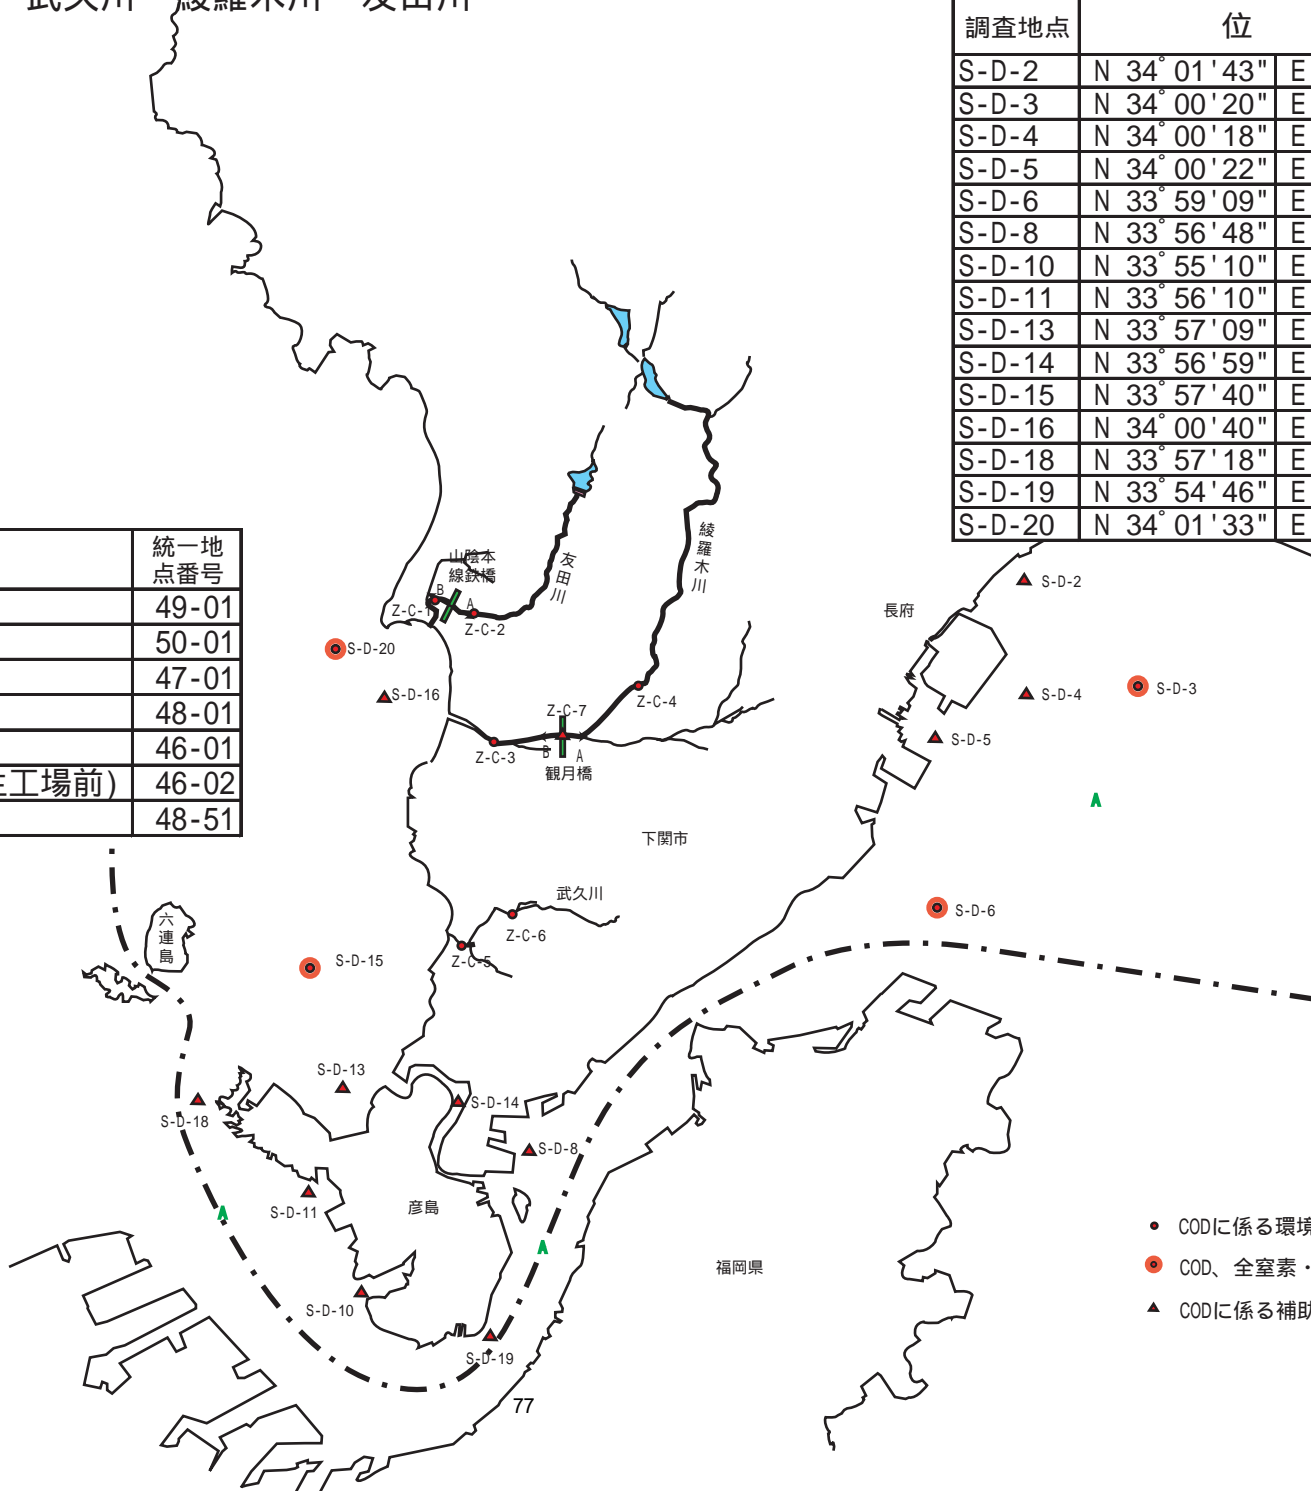 武久川　綾羅木川　友田川
調査地点 位
S-D-2 N 34°01'43" E
S-D-3 N 34°00'20" E
S-D-4 N 34°00'18" E
S-D-5 N 34°00'22" E
S-D-6 N 33°59'09" E
S-D-8 N 33°56'48" E
S-D-10 N 33°55'10" E
S-D-11 N 33°56'10" E
S-D-13 N 33°57'09" E
S-D-14 N 33°56'59" E
S-D-15 N 33°57'40" E
S-D-16 N 34°00'40" E
S-D-18 N 33°57'18" E
S-D-19 N 33°54'46" E
S-D-20 N 34°01'33" E
統一地
点番号
49-01
50-01
47-01
48-01
46-01
工場前) 46-02
48-51
山陰本
線鉄橋
友田川
綾羅木川
B
A
Z-C-1
Z-C-2
S-D-20
S-D-16
Z-C-4
Z-C-7
Z-C-3
B
A
観月橋
長府
S-D-2
S-D-4
S-D-3
S-D-5
A
下関市
武久川
Z-C-6
Z-C-5
S-D-6
六連島
S-D-15
S-D-13
S-D-14
S-D-18
S-D-8
S-D-11
彦島
A
A
福岡県
S-D-10
S-D-19
77
CODに係る環境
COD、全窒素・
CODに係る補助